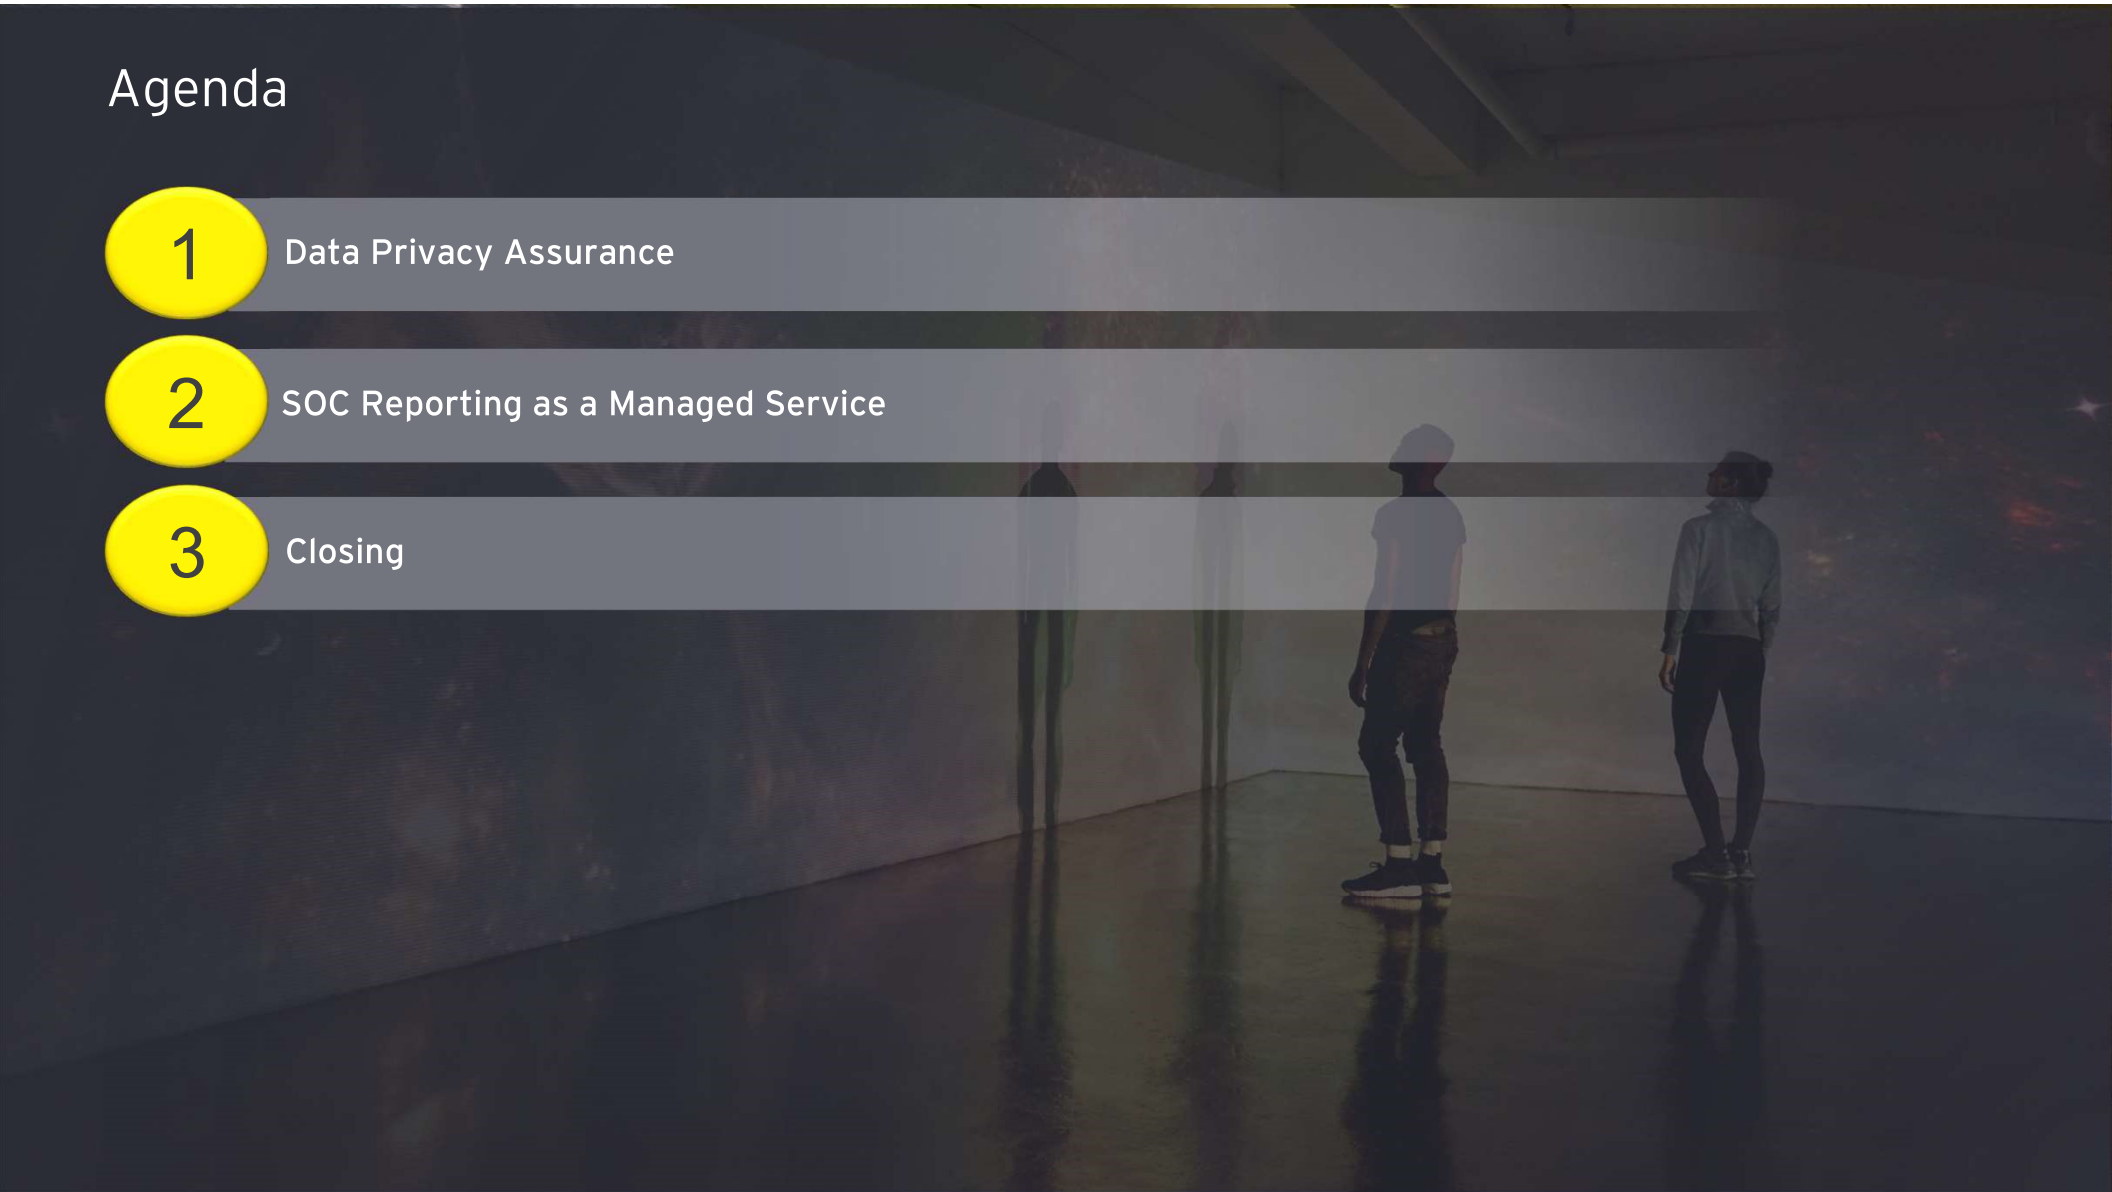 Agenda
1 Data Privacy Assurance
2 SOC Reporting as a Managed Service
3 Closing